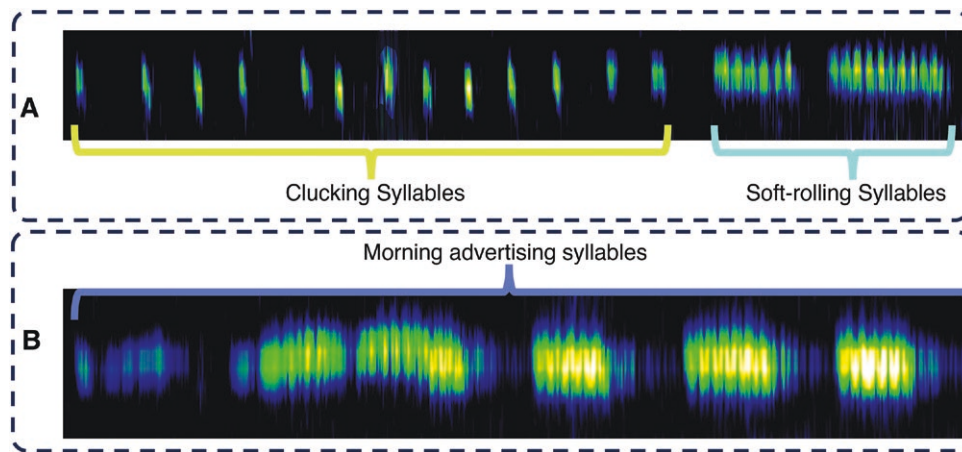 A
Clucking Syllables
Soft-rolling Syllables
Morning advertising syllables
B